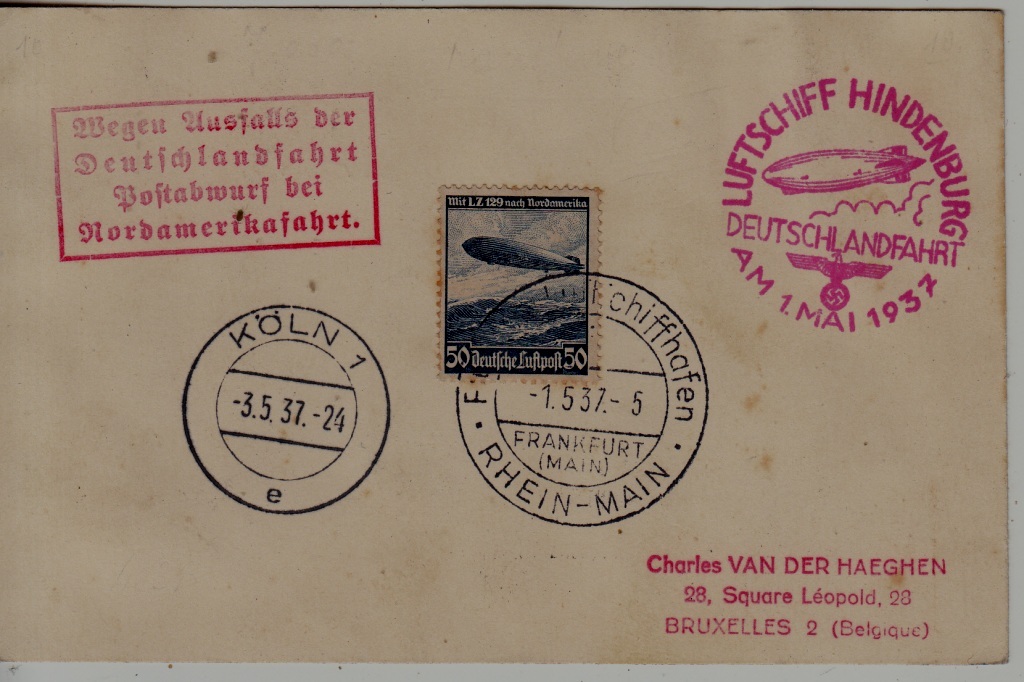 Wegen Ausfalls der
Deutschlandfahrt
Postabwurf bei
Nordamerikafahrt.
LUFTSCHIFF HINDENBURG
DEUTSCHLANDFAHRT
AM 1. MAI 1937
Mit LZ 129 nach Nordamerika
50 Deutsche Luftpost 50
KÖLN 1
-3.5.37.-24
e
schiffhafen
-1.5.37.- 5
FRANKFURT
(MAIN)
RHEIN-MAIN
Charles VAN DER HAEGHEN
28, Square Léopold, 28
BRUXELLES 2 (Belgique)